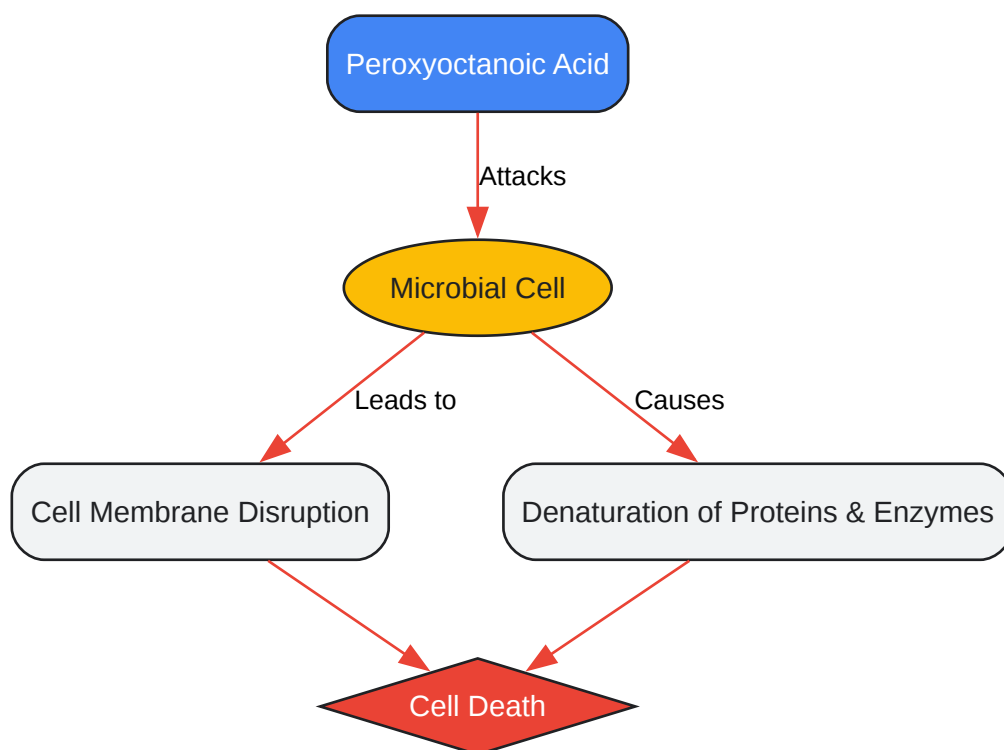 Peroxyoctanoic Acid
Attacks
Microbial Cell
Leads to
Causes
Cell Membrane Disruption
Denaturation of Proteins & Enzymes
Cell Death